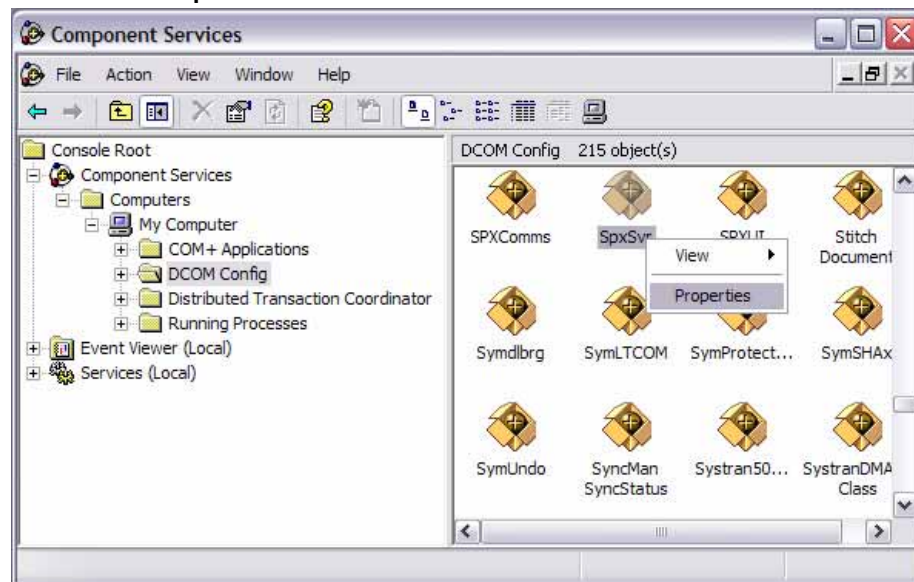 Component Services
File Action View Window Help
Console Root
Component Services
Computers
My Computer
COM+ Applications
DCOM Config
Distributed Transaction Coordinator
Running Processes
Event Viewer (Local)
Services (Local)
DCOM Config 215 object(s)
SPXComms SpxSvr SPXUI Stitch
Document
View
Properties
Symdlbrg SymLTCOM SymProtect... SymSHAx
SymUndo SyncMan Systran50... SystranDMA
SyncStatus Class